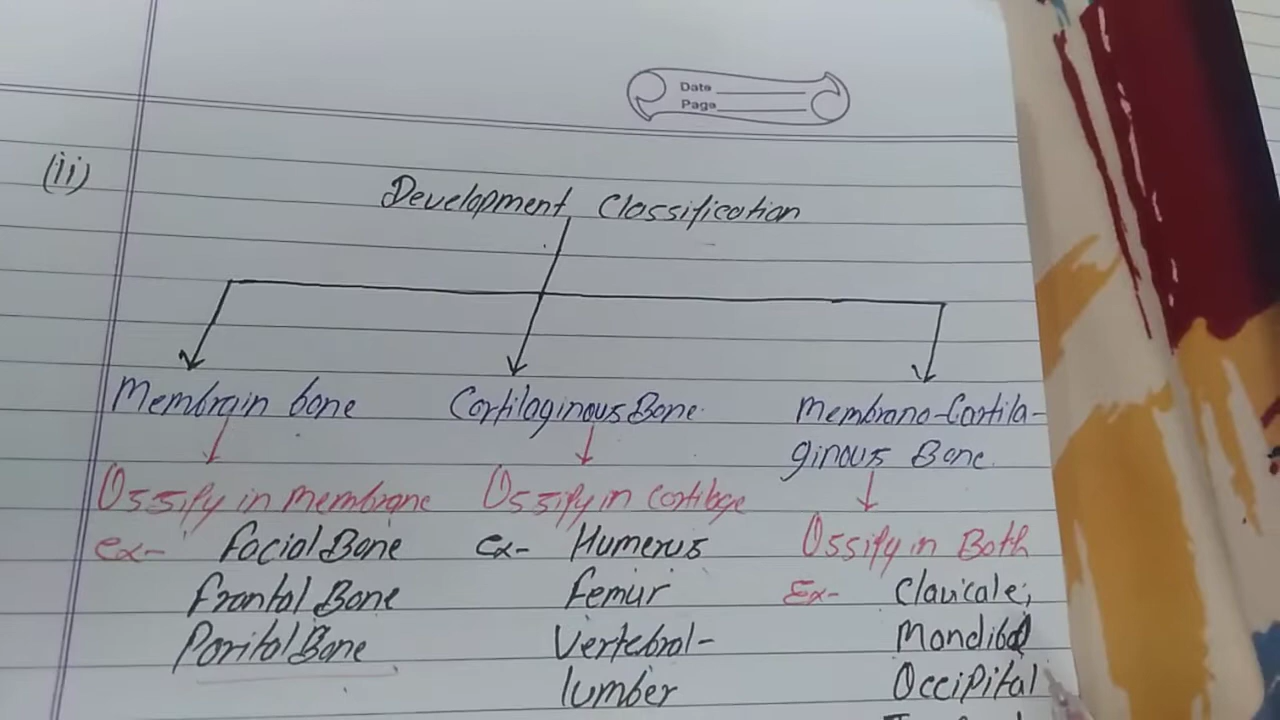 Date
Page
(ii)
Development Classification
Membrain bone
Cartilaginous Bone
Membrano-Cartila-
ginous Bone
Ossify in membrane
Ossify in Cartilage
Ossify in Both
ex- facial Bone
frontal Bone
Parital Bone
ex- Humerus
femur
Vertebral-
lumber
Ex- Clavicale,
Occipital